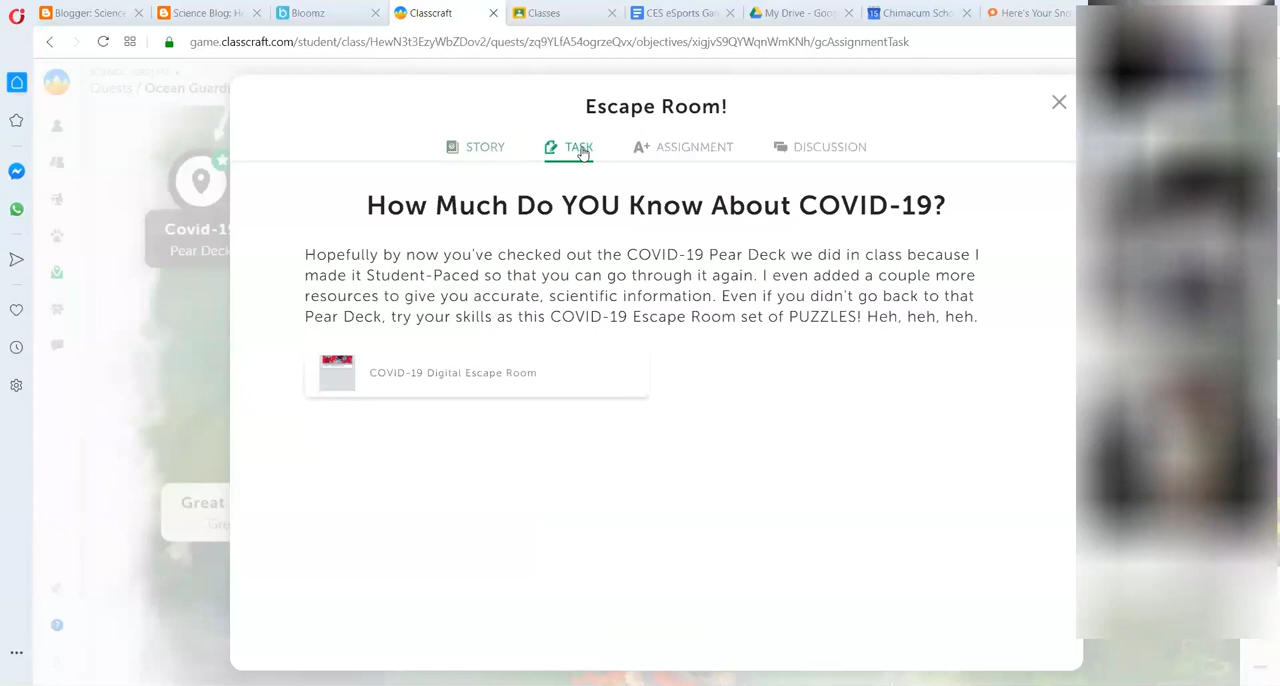 Blogger: Science
Science Blog: H
Bloomz
Classcraft
Classes
CES eSports Ga
My Drive - Goo
Chimacum Scho
Here's Your Sno
game.classcraft.com/student/class/HewN3t3EzyWbZDov2/quests/zq9YLfA54ogrzeQvx/objectives/xigjvS9QYWqnWmKNh/gcAssignmentTask
Quests / Ocean Guardi
Escape Room!
STORY
TASK
A+ ASSIGNMENT
DISCUSSION
How Much Do YOU Know About COVID-19?
Hopefully by now you've checked out the COVID-19 Pear Deck we did in class because I
made it Student-Paced so that you can go through it again. I even added a couple more
resources to give you accurate, scientific information. Even if you didn't go back to that
Pear Deck, try your skills as this COVID-19 Escape Room set of PUZZLES! Heh, heh, heh.
COVID-19 Digital Escape Room
Covid-19
Pear Deck
Great
Gre